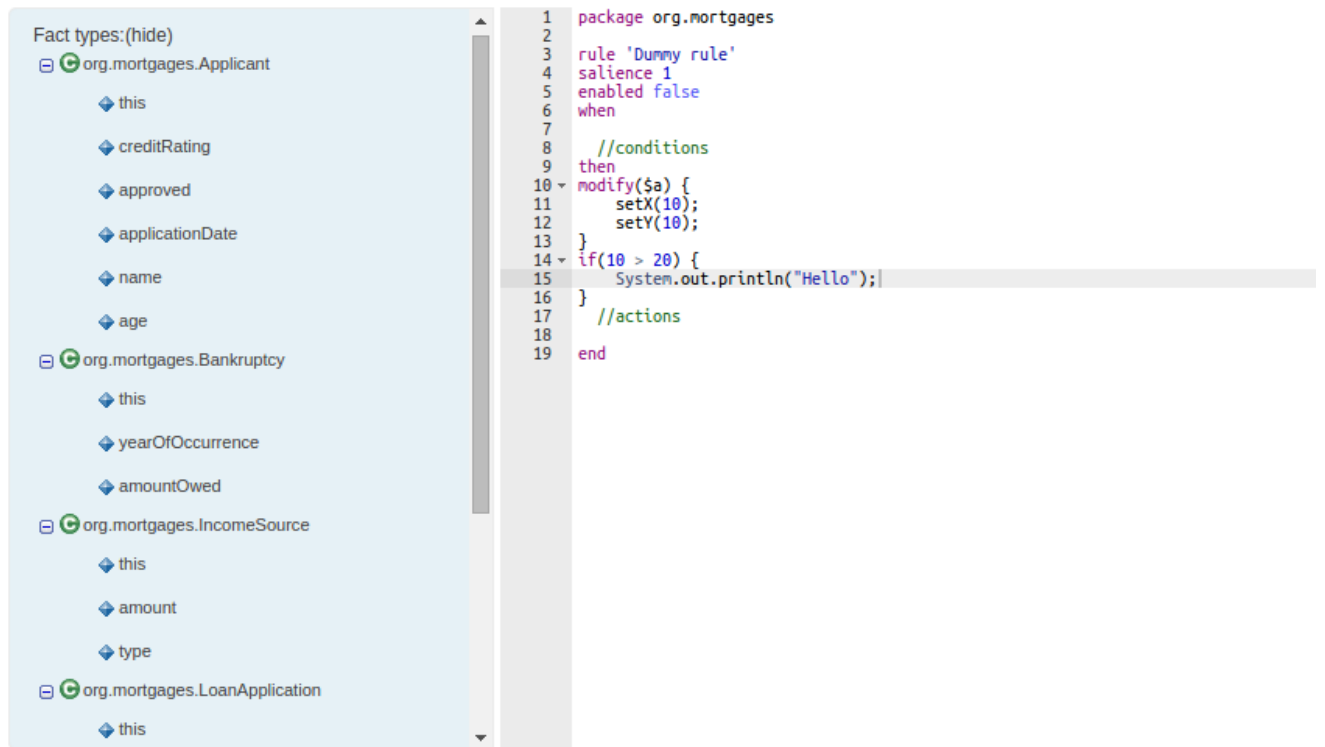 Fact types:(hide)
org.mortgages.Applicant
this
creditRating
approved
applicationDate
name
age
org.mortgages.Bankruptcy
this
yearOfOccurrence
amountOwed
org.mortgages.IncomeSource
this
amount
type
org.mortgages.LoanApplication
this
1 package org.mortgages
2
3 rule 'Dummy rule'
4 salience 1
5 enabled false
6 when
7
8   //conditions
9 then
10 modify($a) {
11     setX(10);
12     setY(10);
13 }
14 if(10 > 20) {
15     System.out.println("Hello");
16 }
17   //actions
18
19 end